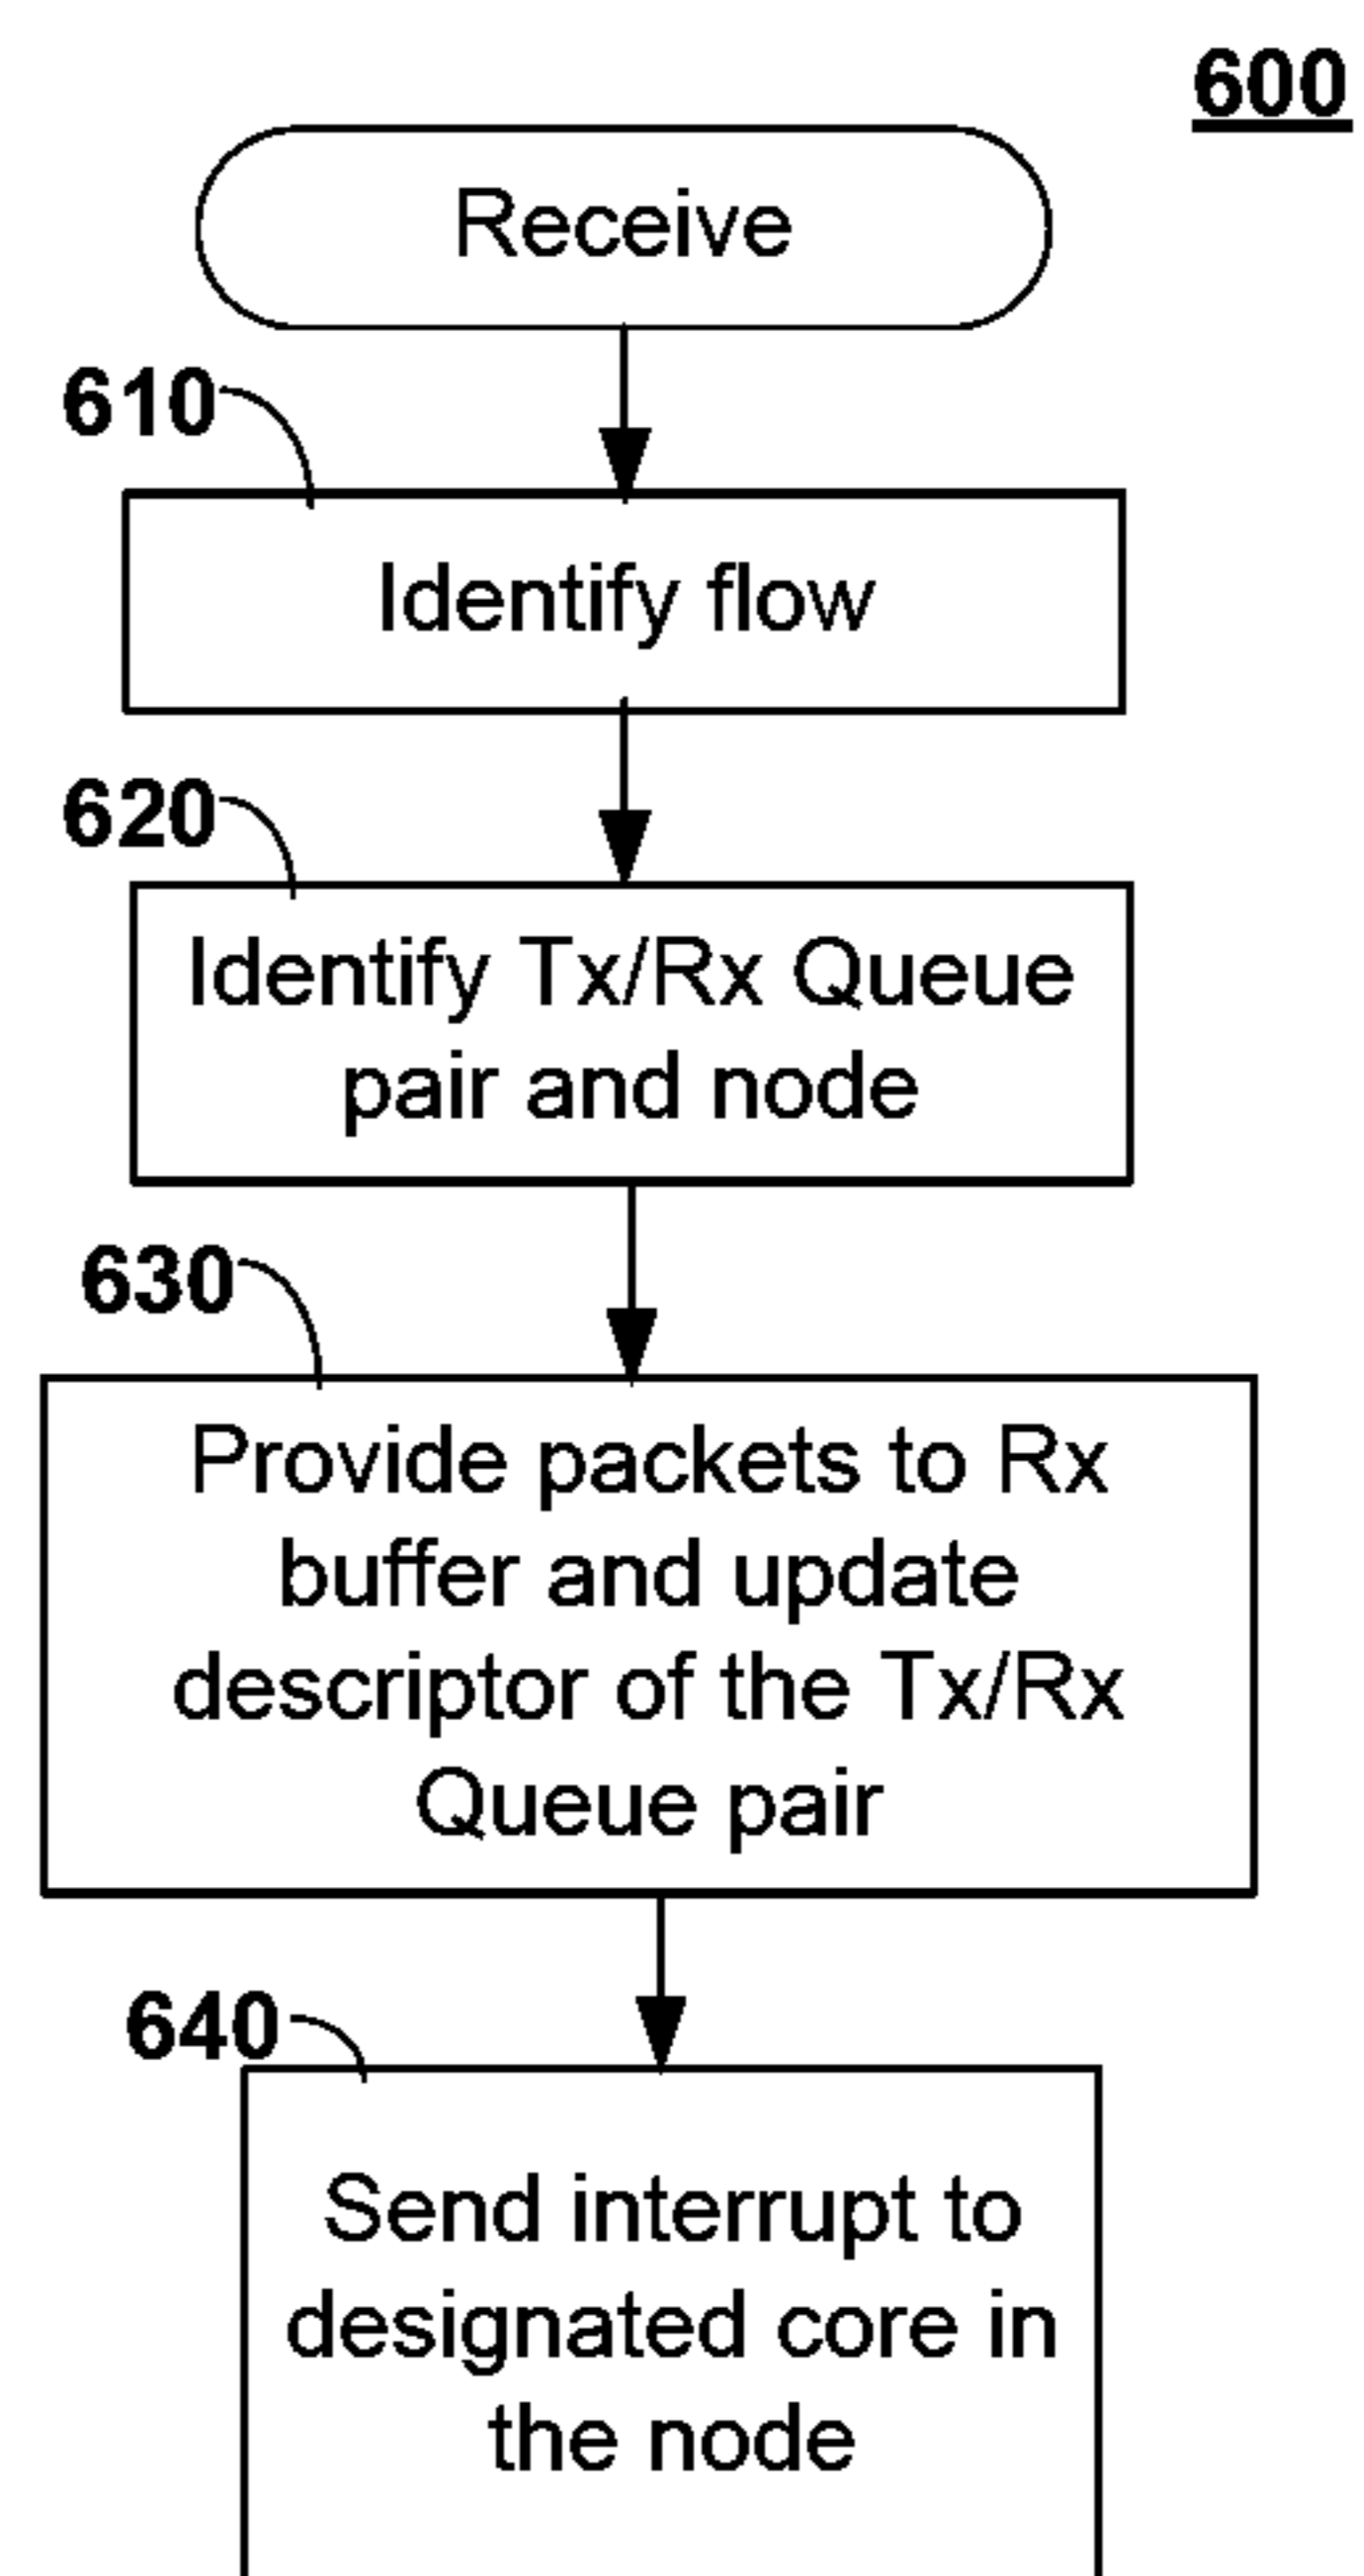 600
Receive
610
Identify flow
620
Identify Tx/Rx Queue
pair and node
630
Provide packets to Rx
buffer and update
descriptor of the Tx/Rx
Queue pair
640
Send interrupt to
designated core in
the node